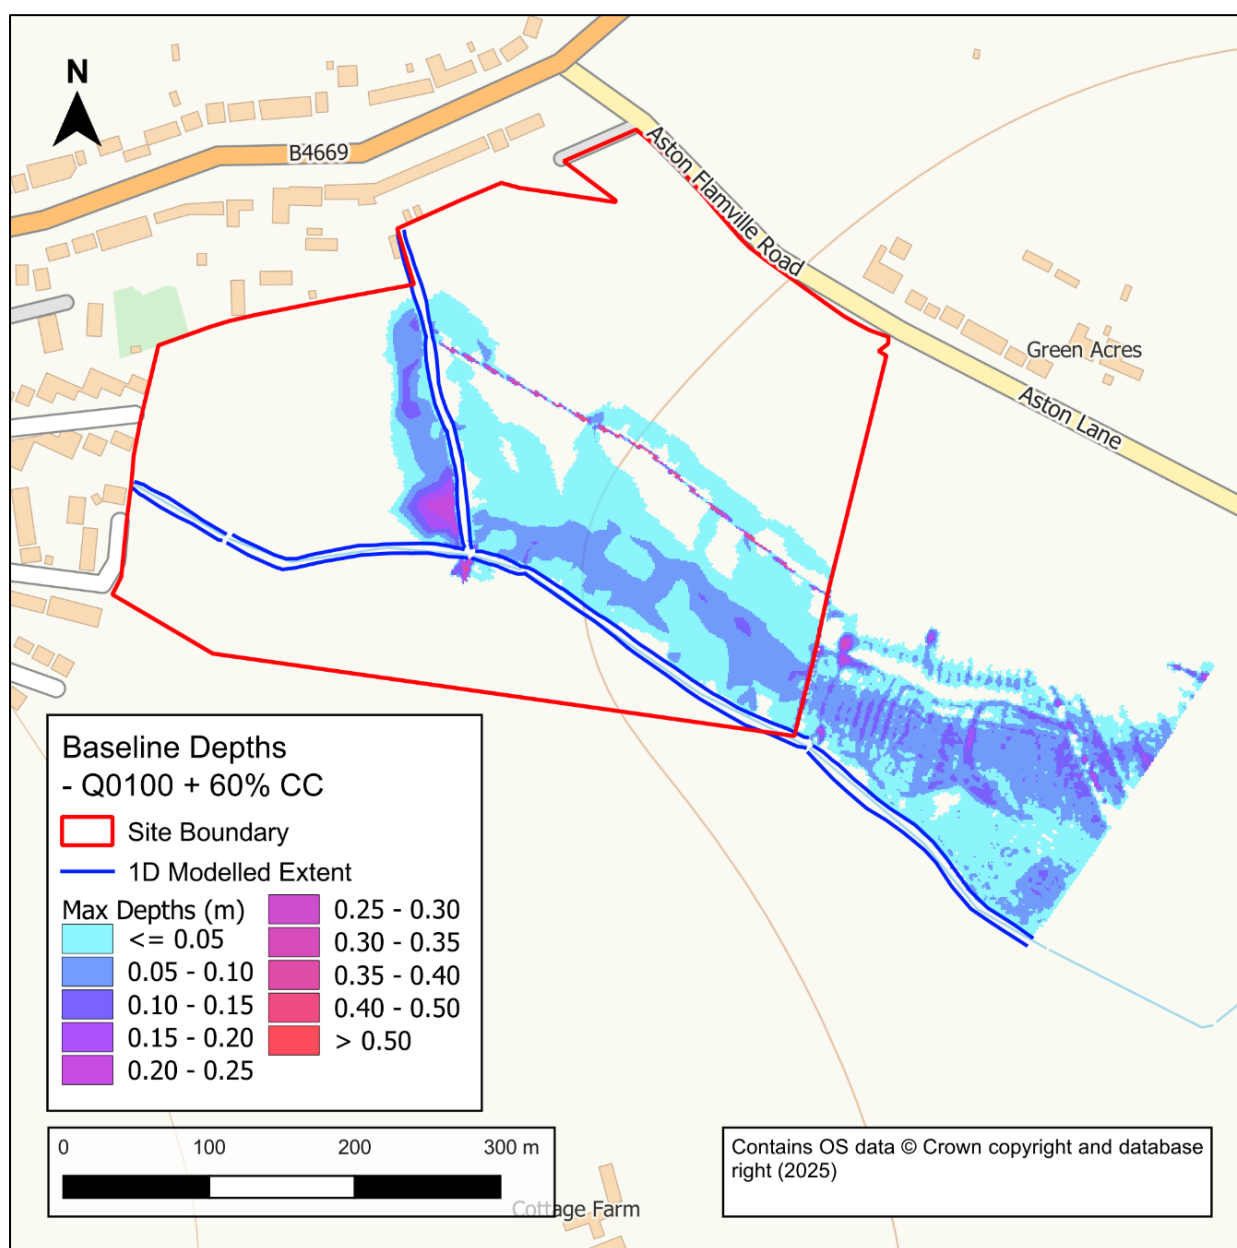 N
B4669
Aston Flamville Road
Green Acres
Aston Lane
Baseline Depths
- Q0100 + 60% CC
Site Boundary
1D Modelled Extent
Max Depths (m)
<= 0.05
0.05 - 0.10
0.10 - 0.15
0.15 - 0.20
0.20 - 0.25
0.25 - 0.30
0.30 - 0.35
0.35 - 0.40
0.40 - 0.50
> 0.50
0 100 200 300 m
Contains OS data © Crown copyright and database
right (2025)
Cottage Farm